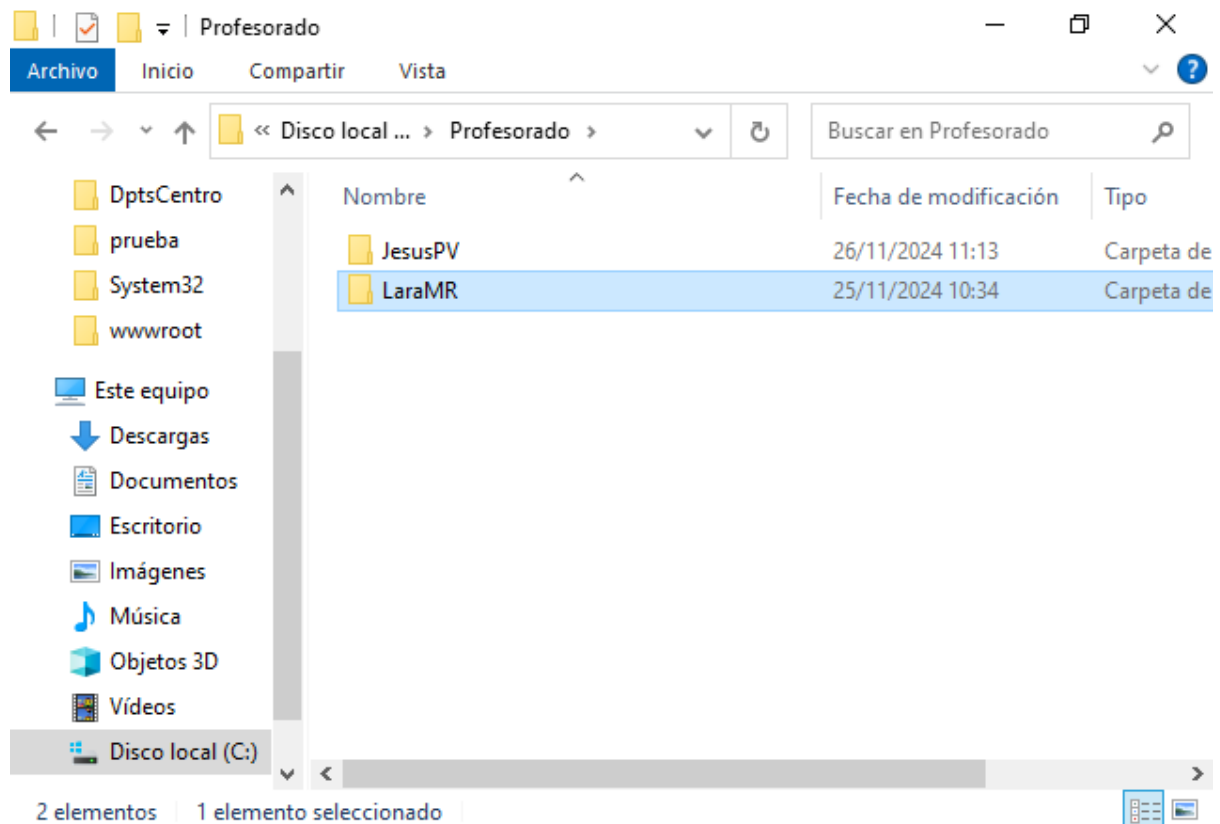 Profesorado
Archivo Inicio Compartir Vista
« Disco local ... › Profesorado › Buscar en Profesorado
DptsCentro
prueba
System32
wwwroot
Este equipo
Descargas
Documentos
Escritorio
Imágenes
Música
Objetos 3D
Vídeos
Disco local (C:)
Nombre Fecha de modificación Tipo
JesusPV 26/11/2024 11:13 Carpeta de
LaraMR 25/11/2024 10:34 Carpeta de
2 elementos 1 elemento seleccionado